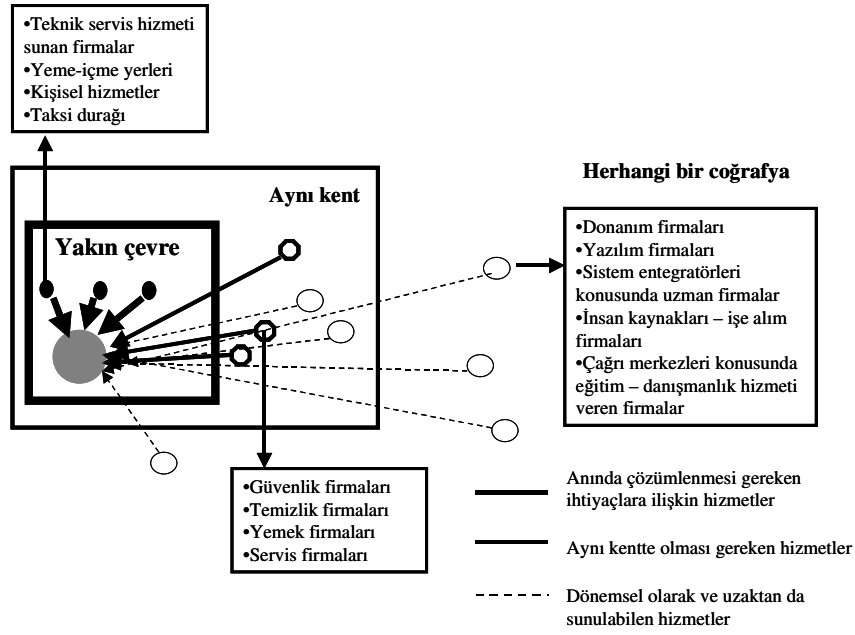 •Teknik servis hizmeti
sunan firmalar
•Yeme-içme yerleri
•Kişisel hizmetler
•Taksi durağı
Herhangi bir coğrafya
Aynı kent
Yakın çevre
•Donanım firmaları
•Yazılım firmaları
•Sistem entegratörleri
konusunda uzman firmalar
•İnsan kaynakları – işe alım
firmaları
•Çağrı merkezleri konusunda
eğitim – danışmanlık hizmeti
veren firmalar
•Güvenlik firmaları
•Temizlik firmaları
•Yemek firmaları
•Servis firmaları
Anında çözümlenmesi gereken
ihtiyaçlara ilişkin hizmetler
Aynı kentte olması gereken hizmetler
Dönemsel olarak ve uzaktan da
sunulabilen hizmetler